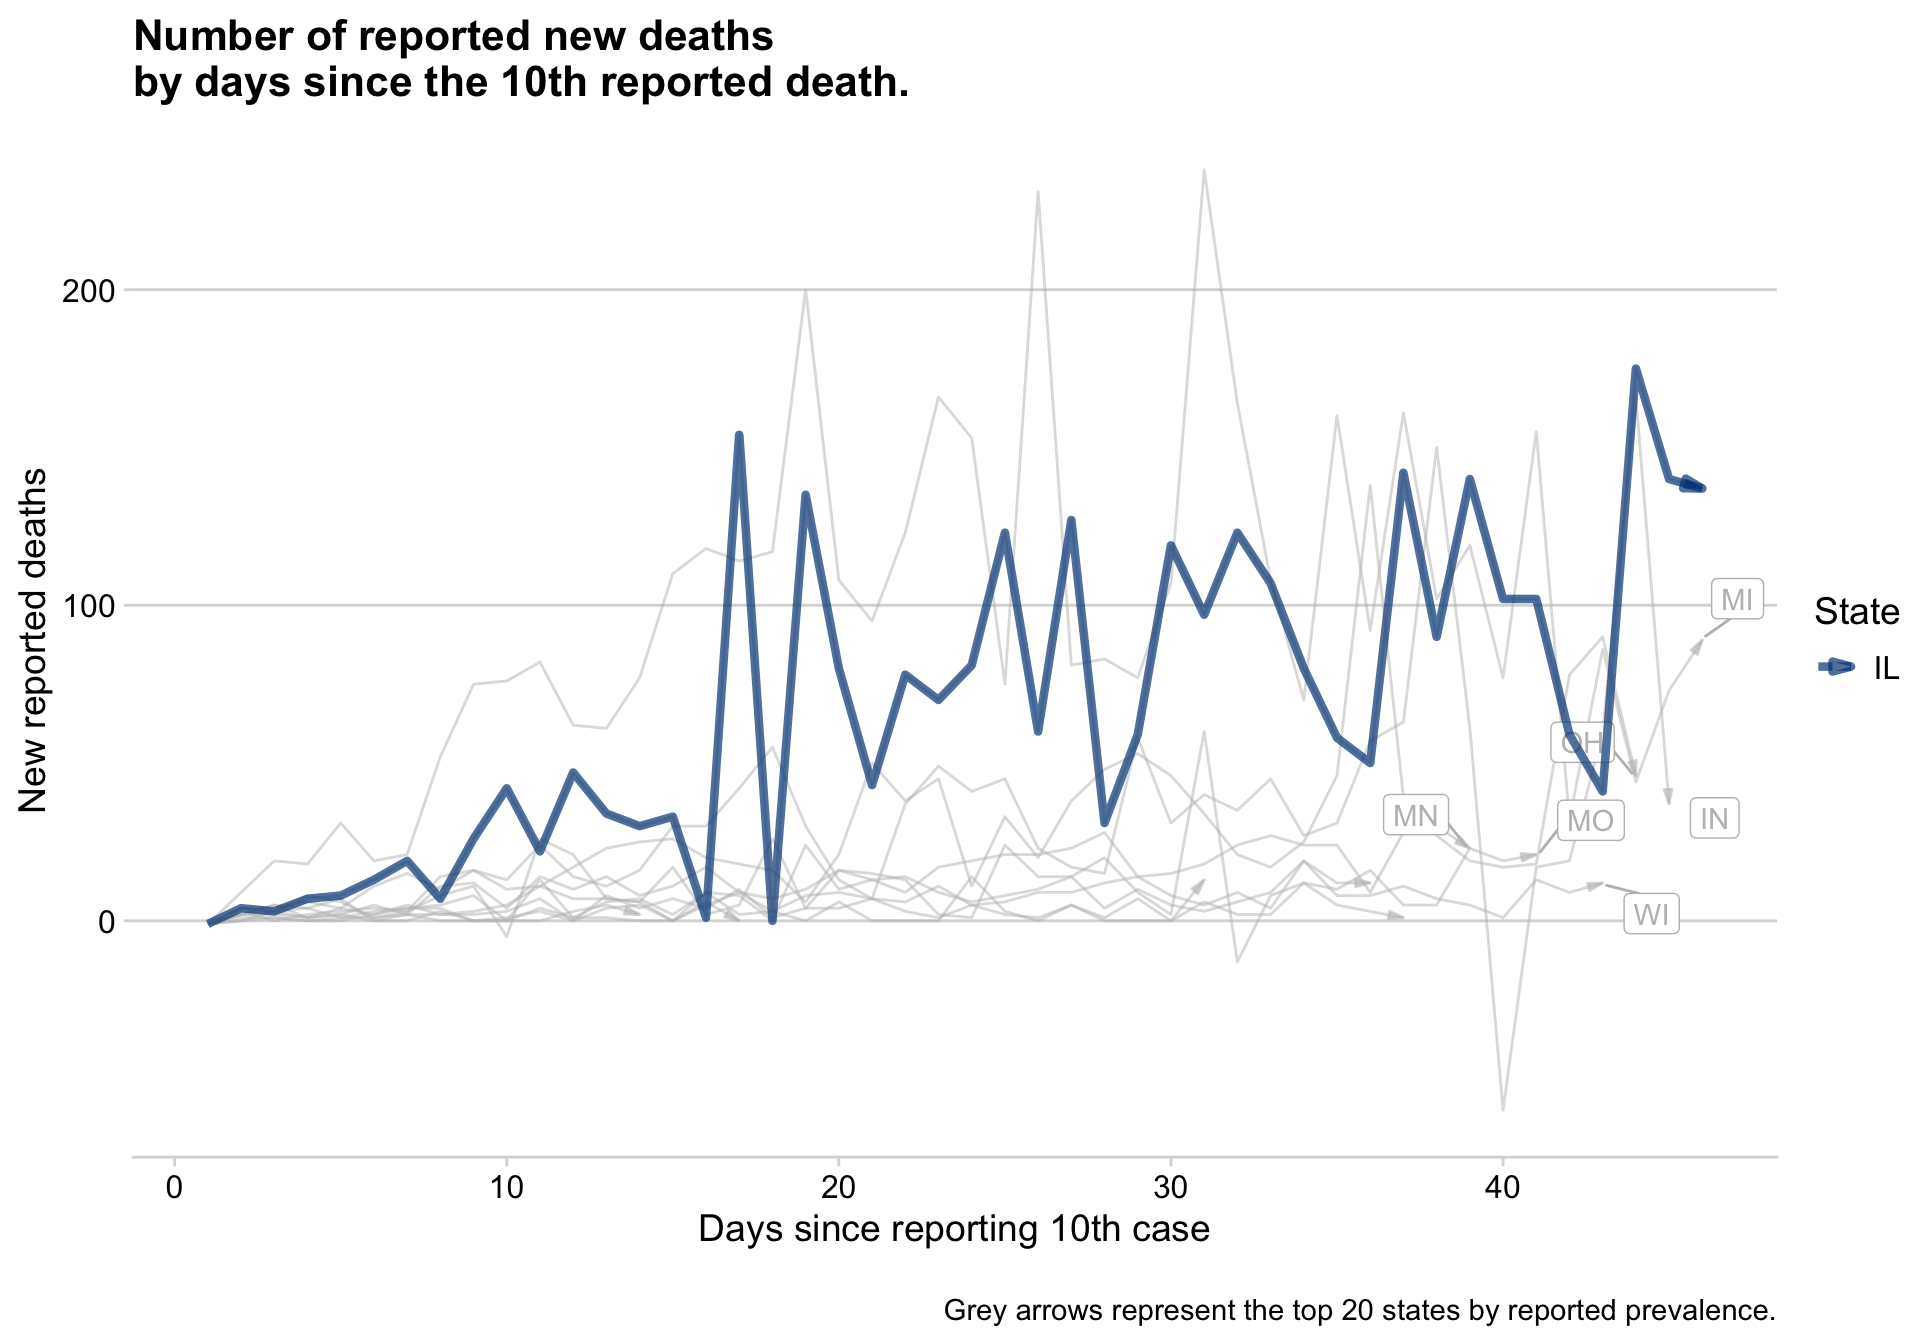 Number of reported new deaths
by days since the 10th reported death.
New reported deaths
200
100
0
MI
OH
MN
MO
IN
WI
State
IL
0 10 20 30 40
Days since reporting 10th case
Grey arrows represent the top 20 states by reported prevalence.